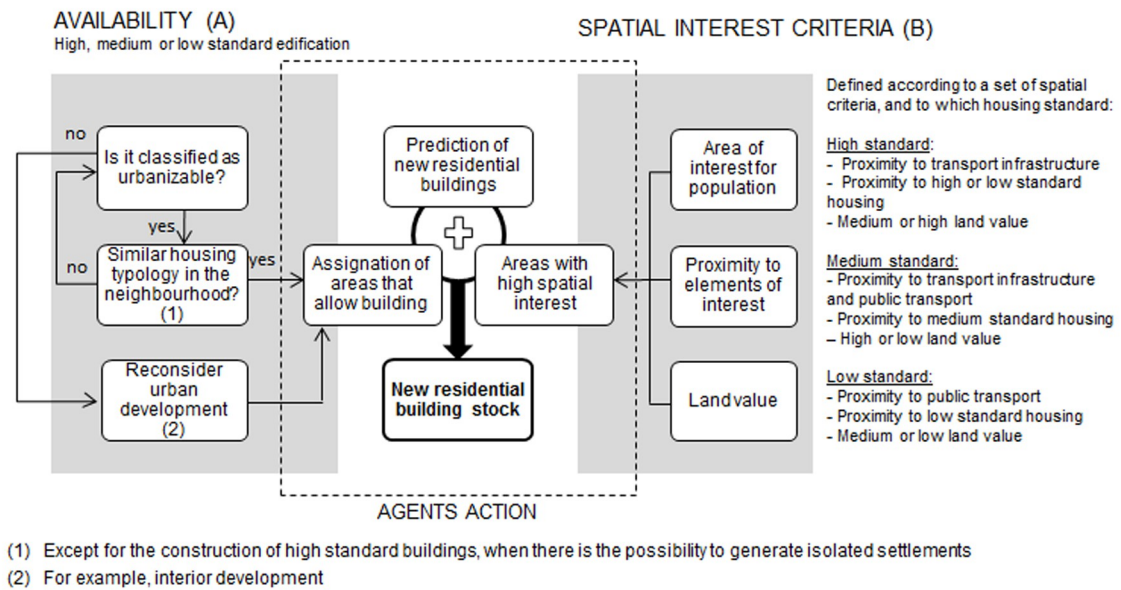 AVAILABILITY (A)
High, medium or low standard edification
no
Is it classified as
urbanizable?
yes
no
Similar housing
typology in the
neighbourhood?
(1)
yes
Reconsider
urban
development
(2)
Prediction of
new residential
buildings
Assignation of
areas that
allow building
Areas with
high spatial
interest
New residential
building stock
AGENTS ACTION
SPATIAL INTEREST CRITERIA (B)
Area of
interest for
population
Proximity to
elements of
interest
Land value
Defined according to a set of spatial
criteria, and to which housing standard:
High standard:
- Proximity to transport infrastructure
- Proximity to high or low standard
housing
- Medium or high land value
Medium standard:
- Proximity to transport infrastructure
and public transport
- Proximity to medium standard housing
– High or low land value
Low standard:
- Proximity to public transport
- Proximity to low standard housing
- Medium or low land value
(1) Except for the construction of high standard buildings, when there is the possibility to generate isolated settlements
(2) For example, interior development